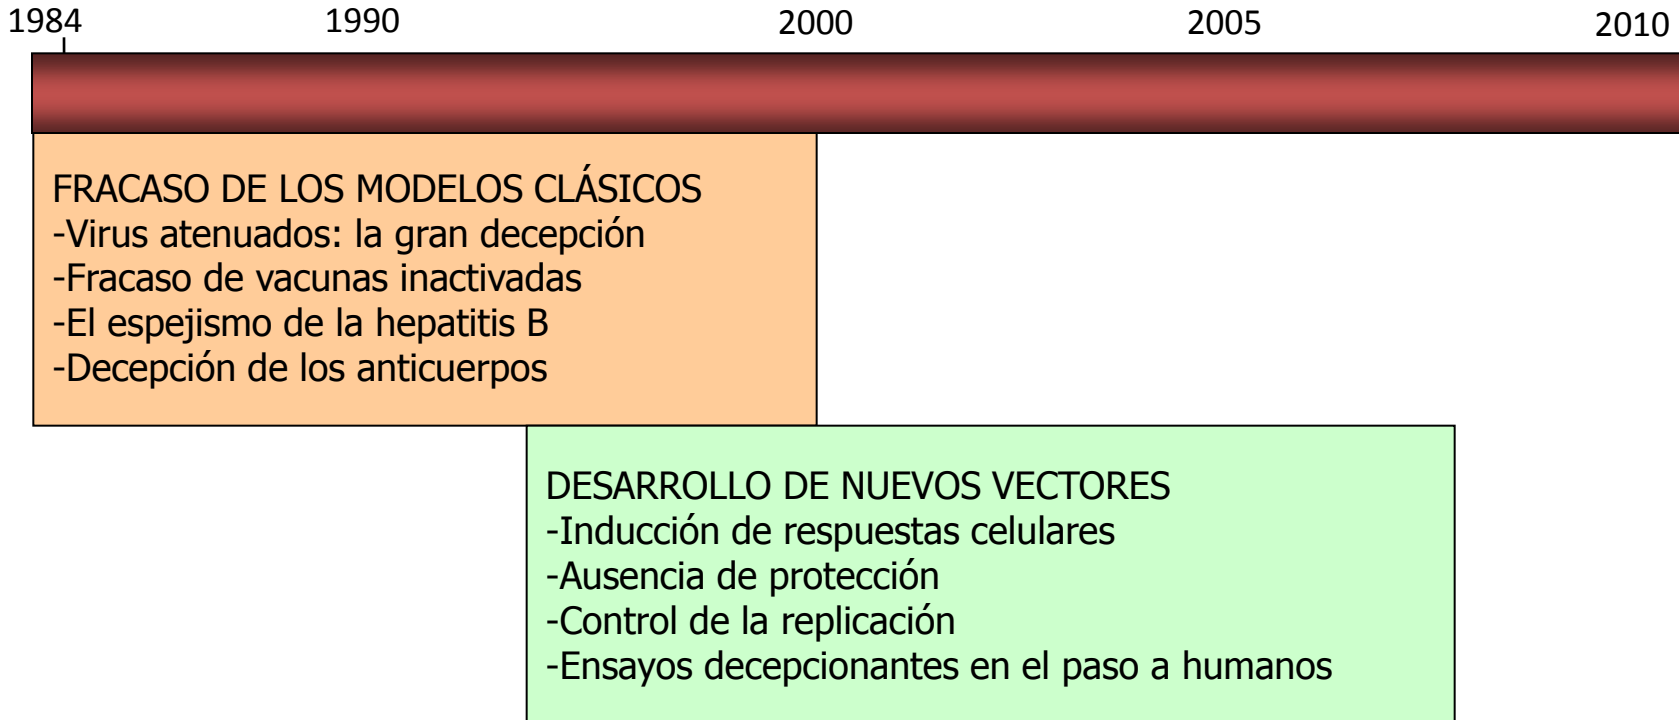 1984 1990 2000 2005 2010
FRACASO DE LOS MODELOS CLÁSICOS
-Virus atenuados: la gran decepción
-Fracaso de vacunas inactivadas
-El espejismo de la hepatitis B
-Decepción de los anticuerpos
DESARROLLO DE NUEVOS VECTORES
-Inducción de respuestas celulares
-Ausencia de protección
-Control de la replicación
-Ensayos decepcionantes en el paso a humanos